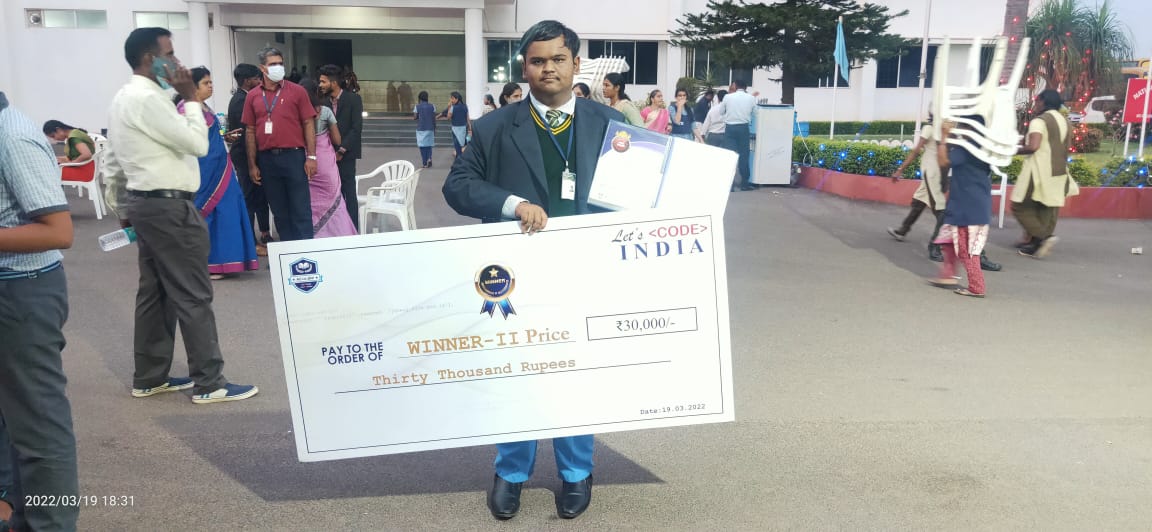 Let's <CODE>
INDIA
WINNER
PAY TO THE
ORDER OF
WINNER-II Price
₹30,000/-
Thirty Thousand Rupees
Date:19.03.2022
2022/03/19 18:31